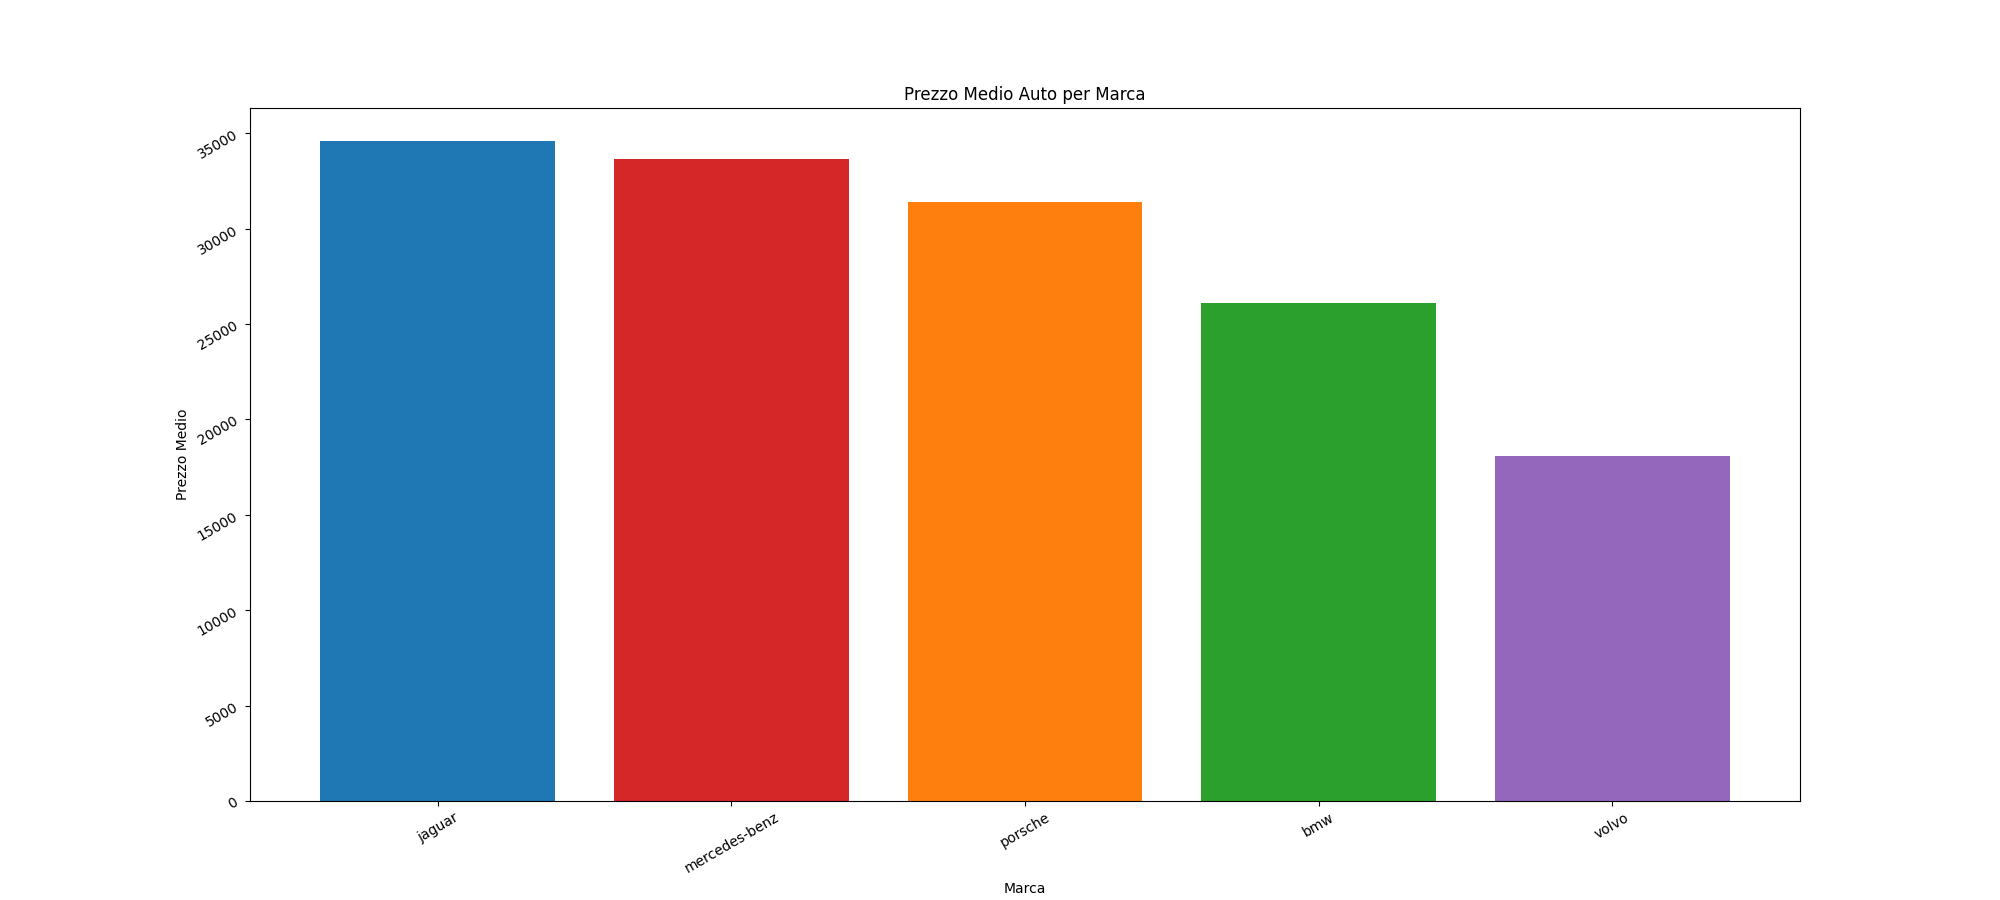 Prezzo Medio Auto per Marca
Prezzo Medio
35000
30000
25000
20000
15000
10000
5000
0
jaguar
mercedes-benz
porsche
bmw
volvo
Marca